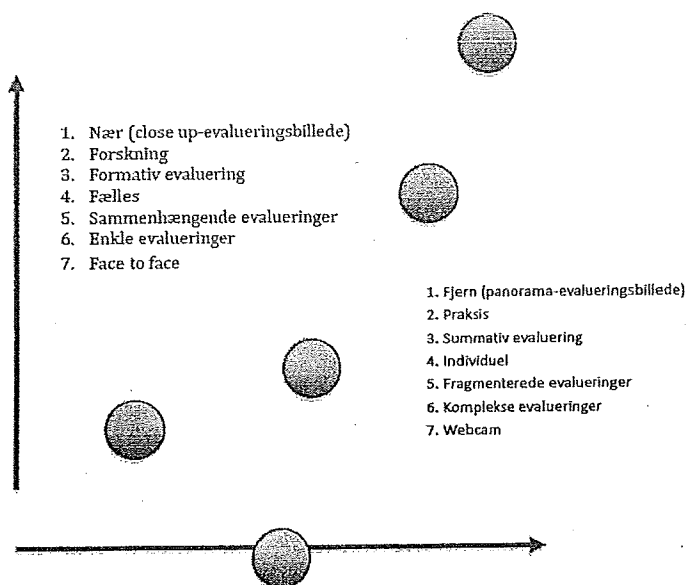 1. Nær (close up-evalueringsbillede)
2. Forskning
3. Formativ evaluering
4. Fælles
5. Sammenhængende evalueringer
6. Enkle evalueringer
7. Face to face
1. Fjern (panorama-evalueringsbillede)
2. Praksis
3. Summativ evaluering
4. Individuel
5. Fragmenterede evalueringer
6. Komplekse evalueringer
7. Webcam